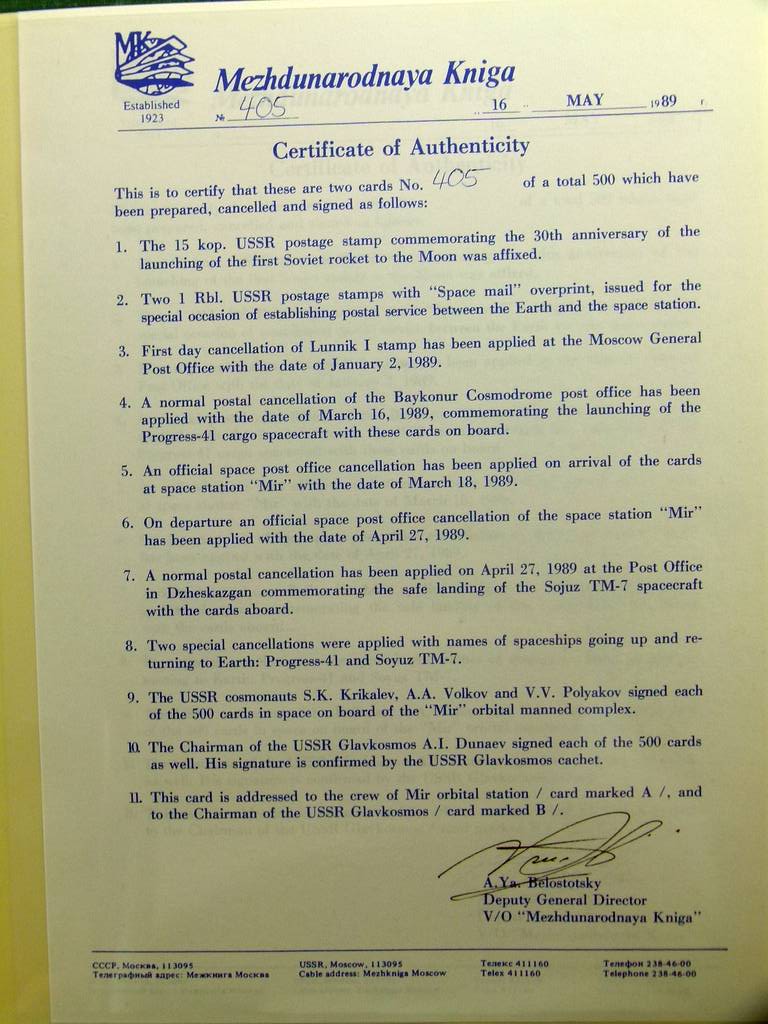 MK
Mezhdunarodnaya Kniga
Established
1923
№ 405
16 MAY 1989 г
Certificate of Authenticity
This is to certify that these are two cards No. 405 of a total 500 which have
been prepared, cancelled and signed as follows:
1. The 15 kop. USSR postage stamp commemorating the 30th anniversary of the
launching of the first Soviet rocket to the Moon was affixed.
2. Two 1 Rbl. USSR postage stamps with "Space mail" overprint, issued for the
special occasion of establishing postal service between the Earth and the space station.
3. First day cancellation of Lunnik I stamp has been applied at the Moscow General
Post Office with the date of January 2, 1989.
4. A normal postal cancellation of the Baykonur Cosmodrome post office has been
applied with the date of March 16, 1989, commemorating the launching of the
Progress-41 cargo spacecraft with these cards on board.
5. An official space post office cancellation has been applied on arrival of the cards
at space station "Mir" with the date of March 18, 1989.
6. On departure an official space post office cancellation of the space station "Mir"
has been applied with the date of April 27, 1989.
7. A normal postal cancellation has been applied on April 27, 1989 at the Post Office
in Dzheskazgan commemorating the safe landing of the Sojuz TM-7 spacecraft
with the cards aboard.
8. Two special cancellations were applied with names of spaceships going up and re-
turning to Earth: Progress-41 and Soyuz TM-7.
9. The USSR cosmonauts S.K. Krikalev, A.A. Volkov and V.V. Polyakov signed each
of the 500 cards in space on board of the "Mir" orbital manned complex.
10. The Chairman of the USSR Glavkosmos A.I. Dunaev signed each of the 500 cards
as well. His signature is confirmed by the USSR Glavkosmos cachet.
11. This card is addressed to the crew of Mir orbital station / card marked A /, and
to the Chairman of the USSR Glavkosmos / card marked B /.
A.Ya. Belostotsky
Deputy General Director
V/O "Mezhdunarodnaya Kniga"
СССР, Москва, 113095
Телеграфный адрес: Межкнига Москва
USSR, Moscow, 113095
Cable address: Mezhkniga Moscow
Телекс 411160
Telex 411160
Телефон 238-46-00
Telephone 238-46-00